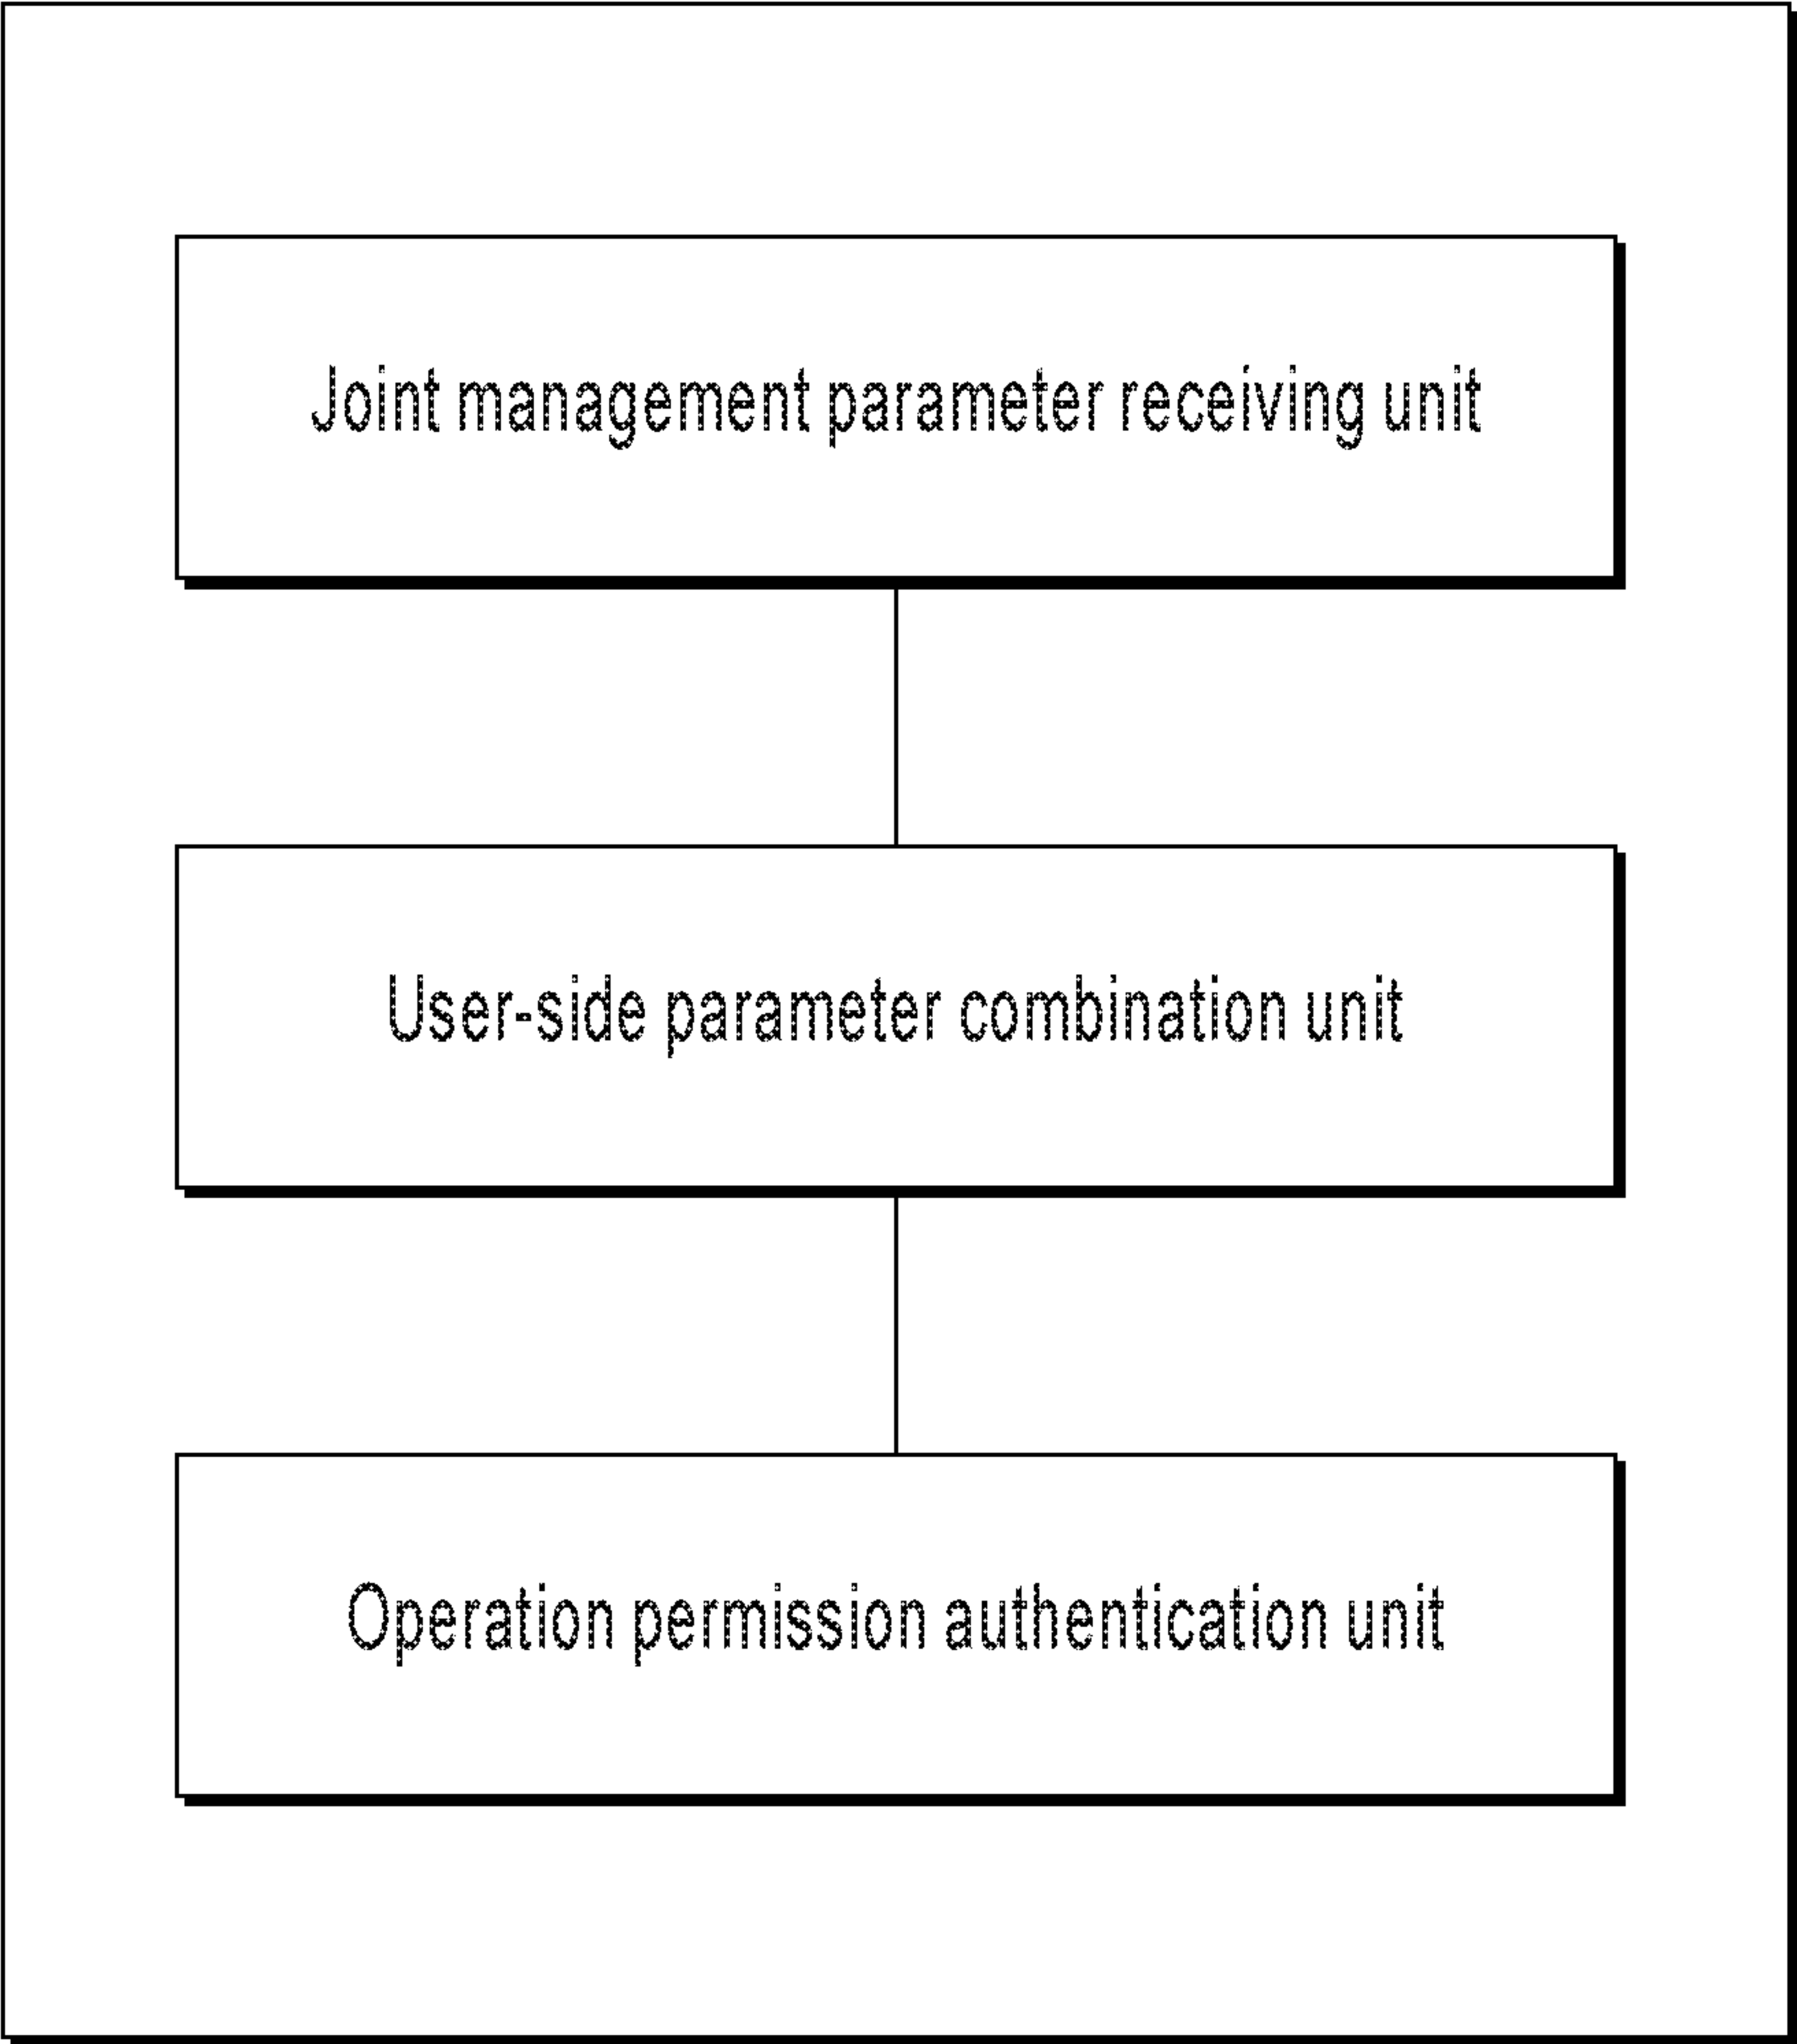 Joint management parameter receiving unit
User-side parameter combination unit
Operation permission authentication unit